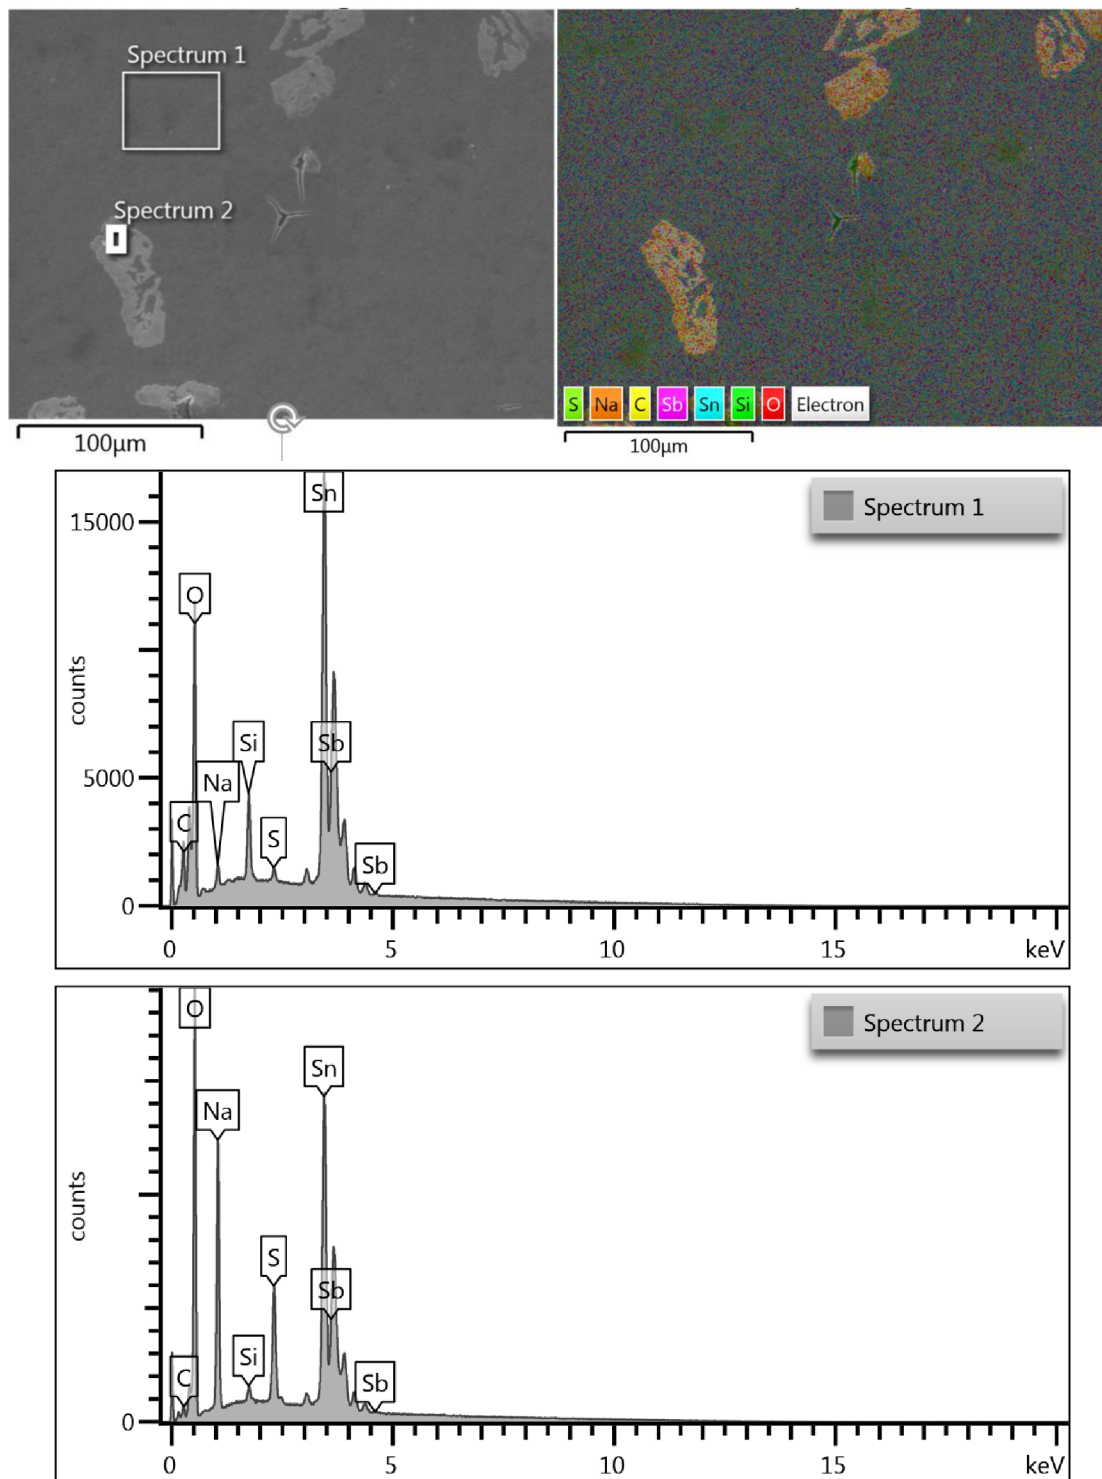 Spectrum 1
Spectrum 2
100µm
S Na C Sb Sn Si O Electron
100µm
Spectrum 1
Sn
15000
O
counts
Si
Sb
5000
Na
C
S
Sb
0
0 5 10 15 keV
Spectrum 2
O
Sn
Na
counts
S
Sb
Si
C
Sb
0
0 5 10 15 keV